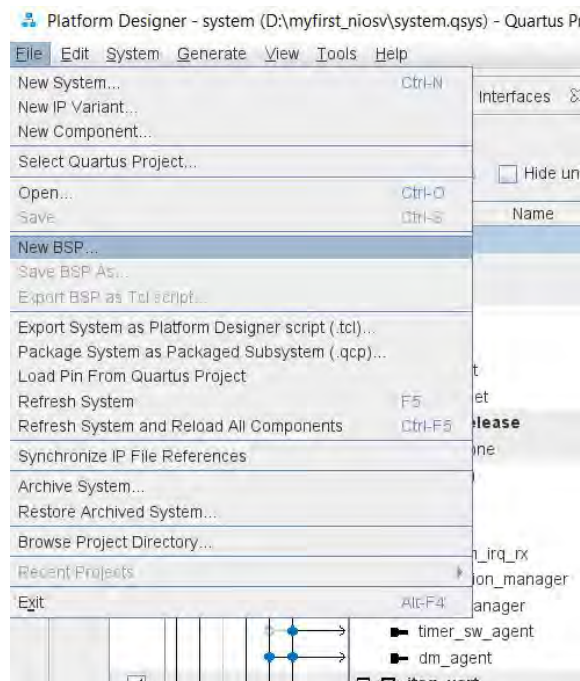 Platform Designer - system (D:\myfirst_niosv\system.qsys) - Quartus P
File Edit System Generate View Tools Help
New System... Ctrl-N
New IP Variant...
New Component...
Select Quartus Project...
Open... Ctrl-O
Save Ctrl-S
New BSP...
Save BSP As...
Export BSP as Tcl script...
Export System as Platform Designer script (.tcl)...
Package System as Packaged Subsystem (.qcp)...
Load Pin From Quartus Project
Refresh System F5
Refresh System and Reload All Components Ctrl-F5
Synchronize IP File References
Archive System...
Restore Archived System...
Browse Project Directory...
Recent Projects
Exit Alt-F4
Interfaces
Hide un
Name
t
et
elease
one
n_irq_rx
ion_manager
anager
timer_sw_agent
dm_agent